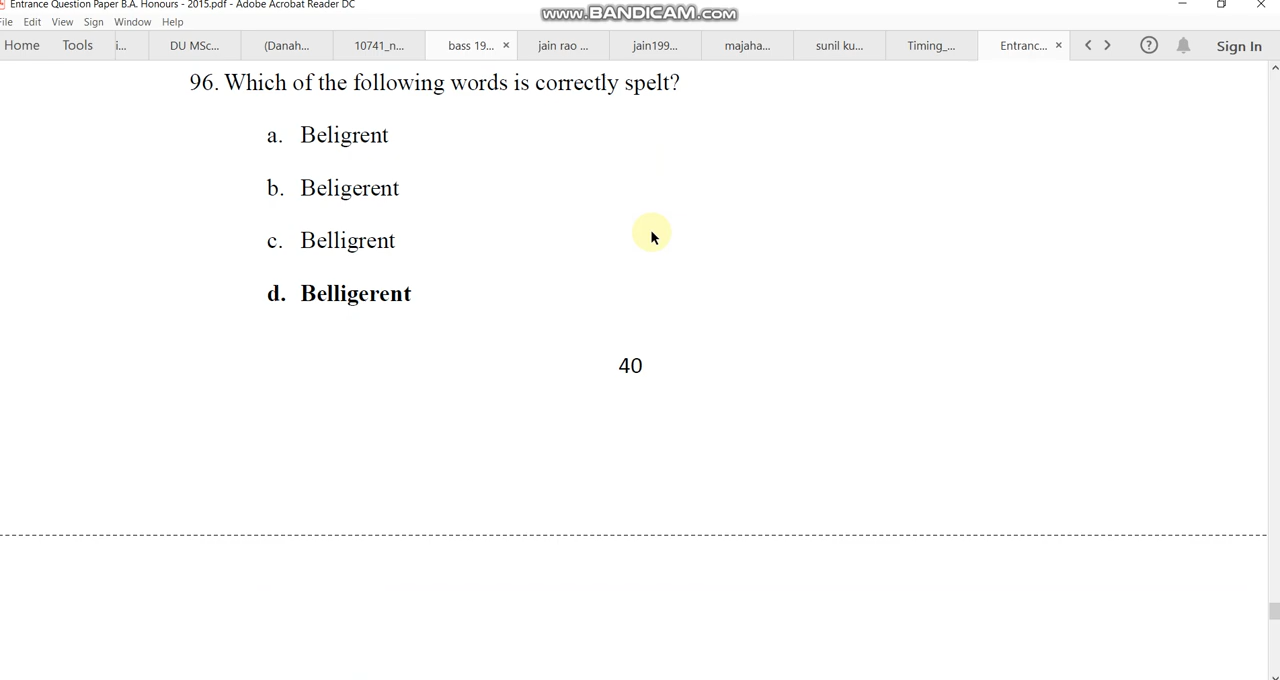 Entrance Question Paper B.A. Honours - 2015.pdf - Adobe Acrobat Reader DC
www.BANDICAM.com
File Edit View Sign Window Help
Home Tools i... DU MSc... (Danah... 10741_n... bass 19... × jain rao ... jain199... majaha... sunil ku... Timing_... Entranc... × ? Sign In
96. Which of the following words is correctly spelt?
a. Beligrent
b. Beligerent
c. Belligrent
d. Belligerent
40